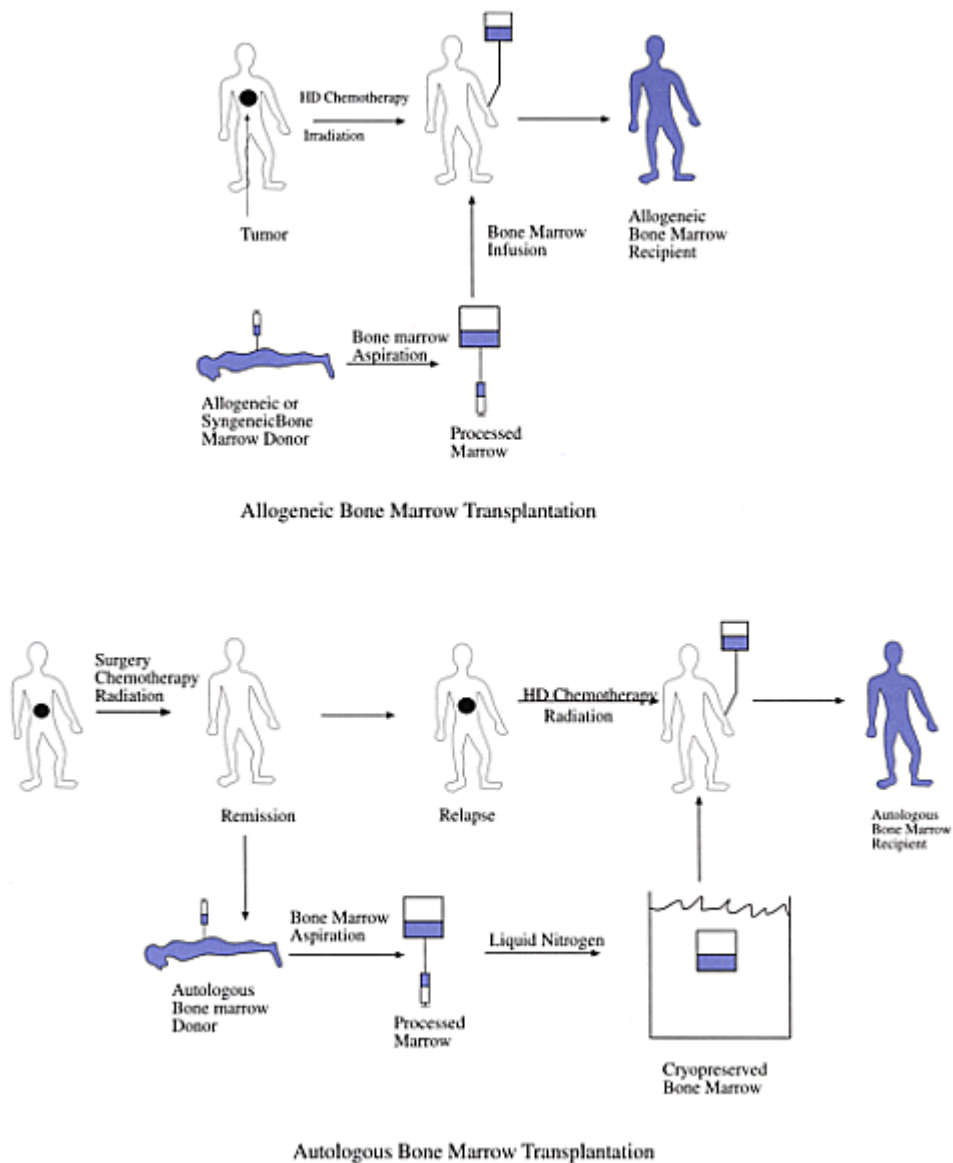 HD Chemotherapy
Irradiation
Tumor
Bone Marrow
Infusion
Allogeneic
Bone Marrow
Recipient
Bone marrow
Aspiration
Allogeneic or
SyngeneicBone
Marrow Donor
Processed
Marrow
Allogeneic Bone Marrow Transplantation
Surgery
Chemotherapy
Radiation
HD Chemotherapy
Radiation
Remission
Relapse
Autologous
Bone Marrow
Recipient
Bone Marrow
Aspiration
Liquid Nitrogen
Autologous
Bone marrow
Donor
Processed
Marrow
Cryopreserved
Bone Marrow
Autologous Bone Marrow Transplantation